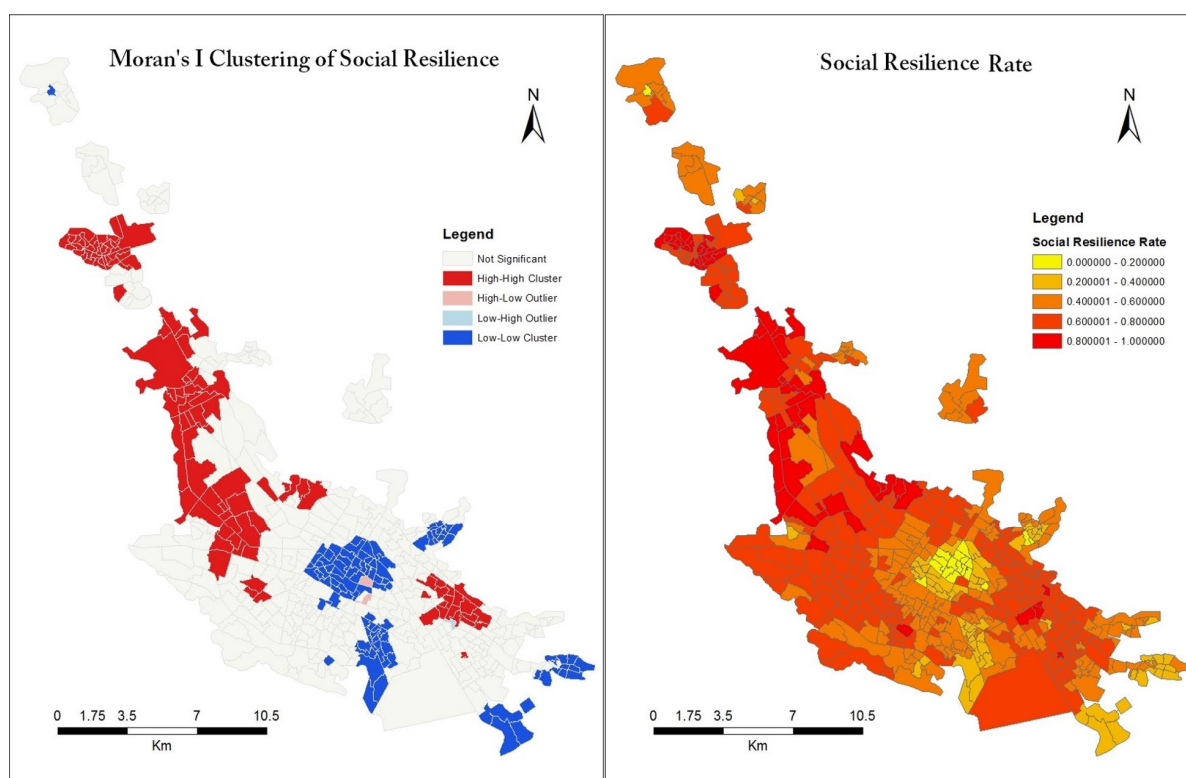 Moran's I Clustering of Social Resilience
N
Legend
Not Significant
High-High Cluster
High-Low Outlier
Low-High Outlier
Low-Low Cluster
0 1.75 3.5 7 10.5
Km
Social Resilience Rate
N
Legend
Social Resilience Rate
0.000000 - 0.200000
0.200001 - 0.400000
0.400001 - 0.600000
0.600001 - 0.800000
0.800001 - 1.000000
0 1.75 3.5 7 10.5
Km